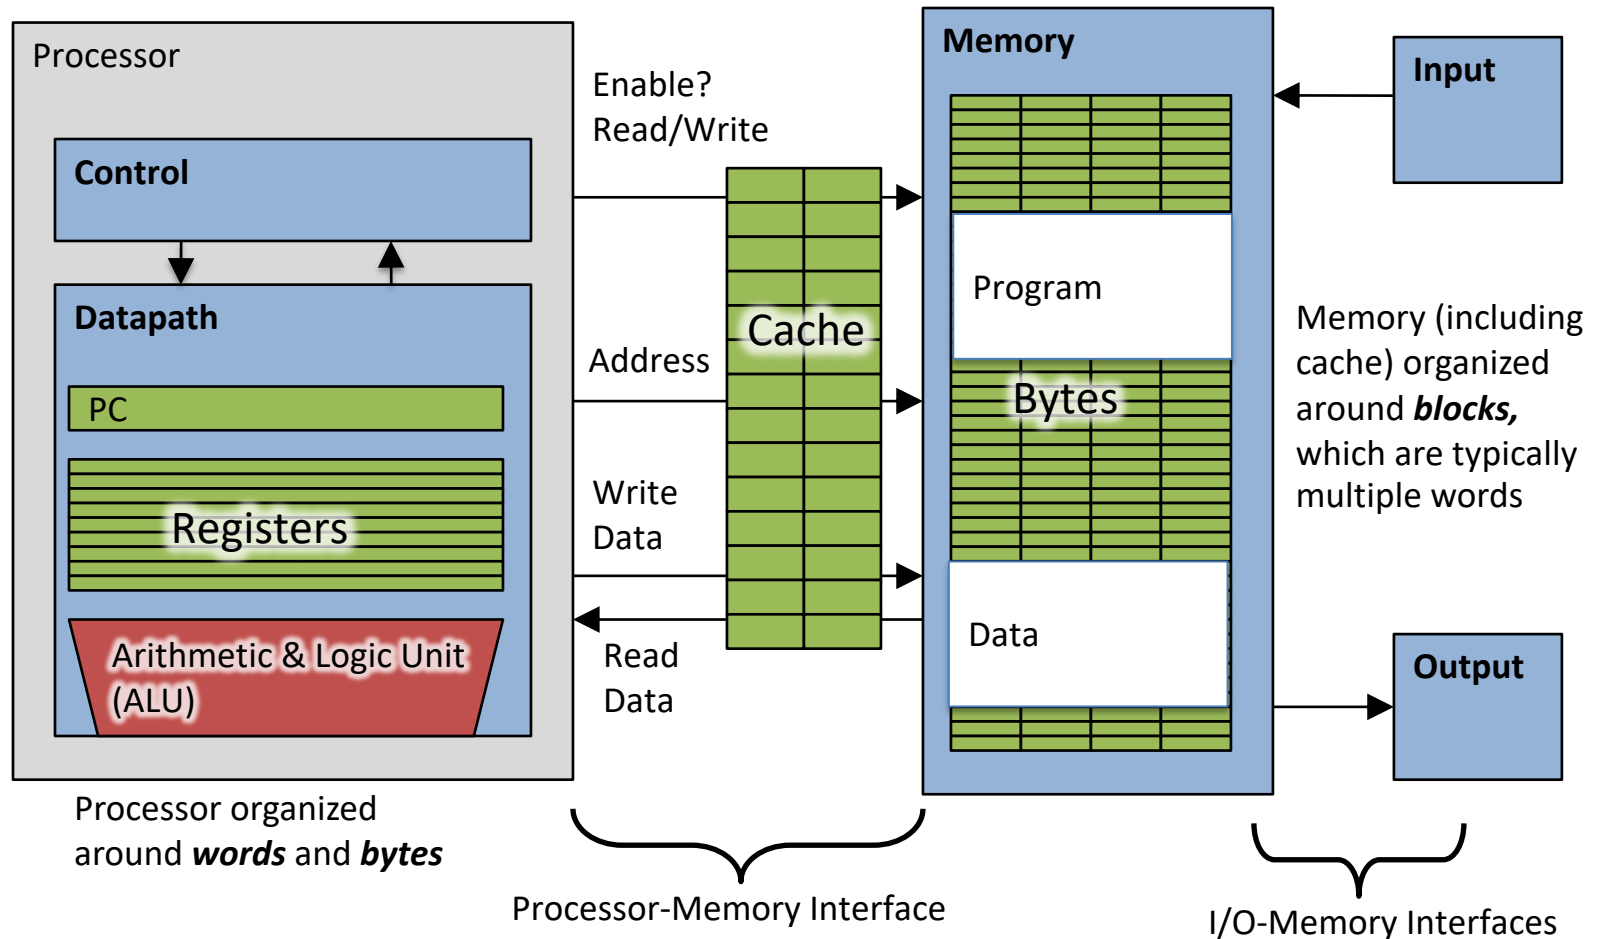 Processor
Control
Datapath
PC
Registers
Arithmetic & Logic Unit
(ALU)
Processor organized
around words and bytes
Enable?
Read/Write
Cache
Address
Write
Data
Read
Data
Processor-Memory Interface
Memory
Program
Bytes
Data
Input
Memory (including
cache) organized
around blocks,
which are typically
multiple words
Output
I/O-Memory Interfaces